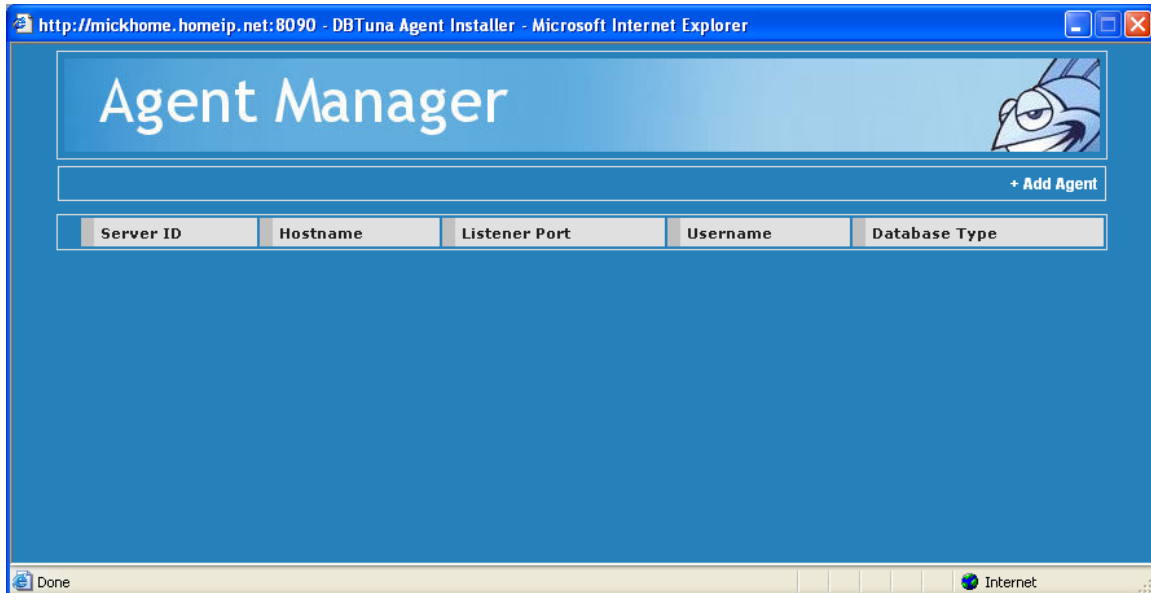 http://mickhome.homeip.net:8090 - DBTuna Agent Installer - Microsoft Internet Explorer
Agent Manager
+ Add Agent
Server ID Hostname Listener Port Username Database Type
Done Internet